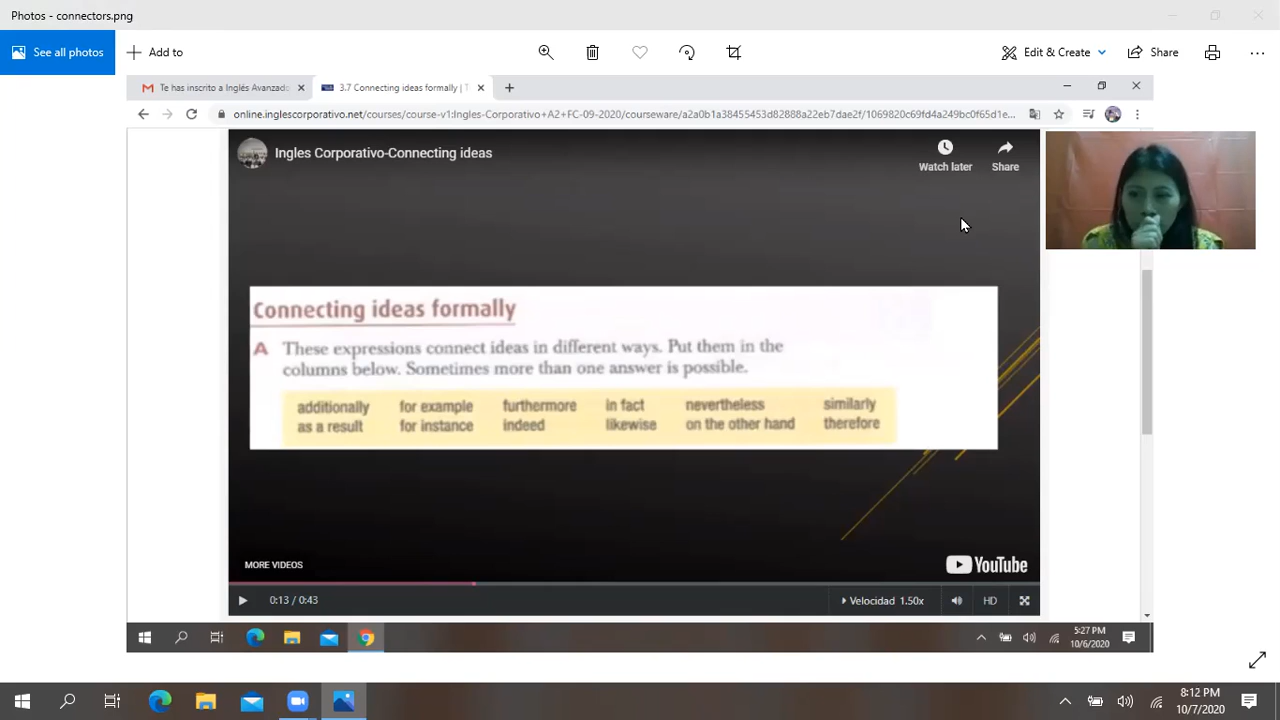 Photos - connectors.png
See all photos
Add to
Edit & Create
Share
Te has inscrito a Inglés Avanzado
3.7 Connecting ideas formally | T
online.inglescorporativo.net/courses/course-v1:Ingles-Corporativo+A2+FC-09-2020/courseware/a2a0b1a38455453d82888a22eb7dae2f/1069820c69fd4a249bc0f65d1e...
Ingles Corporativo-Connecting ideas
Watch later
Share
Connecting ideas formally
A These expressions connect ideas in different ways. Put them in the
columns below. Sometimes more than one answer is possible.
additionally for example furthermore in fact nevertheless similarly
as a result for instance indeed likewise on the other hand therefore
MORE VIDEOS
YouTube
0:13 / 0:43
Velocidad 1.50x
HD
5:27 PM
10/6/2020
8:12 PM
10/7/2020